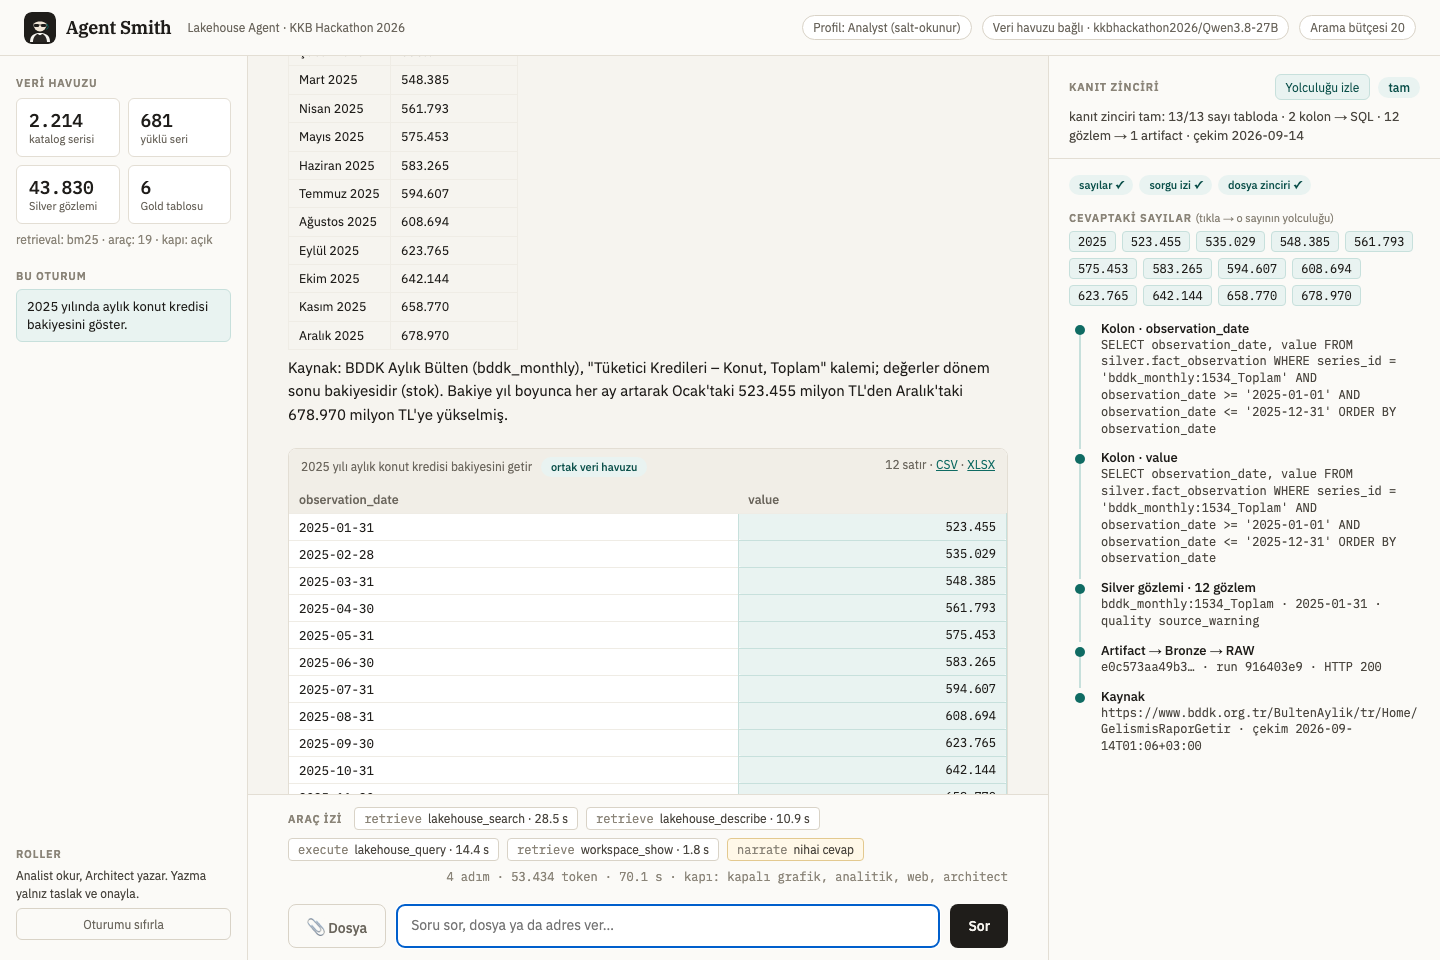 Agent Smith
Lakehouse Agent · KKB Hackathon 2026
Profil: Analyst (salt-okunur)
Veri havuzu bağlı · kkbhackathon2026/Qwen3.8-27B
Arama bütçesi 20
VERİ HAVUZU
2.214
katalog serisi
681
yüklü seri
43.830
Silver gözlemi
6
Gold tablosu
retrieval: bm25 · araç: 19 · kapı: açık
BU OTURUM
2025 yılında aylık konut kredisi
bakiyesini göster.
ROLLER
Analist okur, Architect yazar. Yazma
yalnız taslak ve onayla.
Oturumu sıfırla
Mart 2025 548.385
Nisan 2025 561.793
Mayıs 2025 575.453
Haziran 2025 583.265
Temmuz 2025 594.607
Ağustos 2025 608.694
Eylül 2025 623.765
Ekim 2025 642.144
Kasım 2025 658.770
Aralık 2025 678.970
Kaynak: BDDK Aylık Bülten (bddk_monthly), "Tüketici Kredileri – Konut, Toplam" kalemi; değerler dönem
sonu bakiyesidir (stok). Bakiye yıl boyunca her ay artarak Ocak'taki 523.455 milyon TL'den Aralık'taki
678.970 milyon TL'ye yükselmiş.
2025 yılı aylık konut kredisi bakiyesini getir ortak veri havuzu 12 satır · CSV · XLSX
observation_date value
2025-01-31 523.455
2025-02-28 535.029
2025-03-31 548.385
2025-04-30 561.793
2025-05-31 575.453
2025-06-30 583.265
2025-07-31 594.607
2025-08-31 608.694
2025-09-30 623.765
2025-10-31 642.144
ARAÇ İZİ retrieve lakehouse_search · 28.5 s retrieve lakehouse_describe · 10.9 s
execute lakehouse_query · 14.4 s retrieve workspace_show · 1.8 s narrate nihai cevap
4 adım · 53.434 token · 70.1 s · kapı: kapalı grafik, analitik, web, architect
Dosya
Soru sor, dosya ya da adres ver...
Sor
KANIT ZİNCİRİ
Yolculuğu izle
tam
kanıt zinciri tam: 13/13 sayı tabloda · 2 kolon → SQL · 12
gözlem → 1 artifact · çekim 2026-09-14
sayılar ✓ sorgu izi ✓ dosya zinciri ✓
CEVAPTAKİ SAYILAR (tıkla → o sayının yolculuğu)
2025 523.455 535.029 548.385 561.793
575.453 583.265 594.607 608.694
623.765 642.144 658.770 678.970
Kolon · observation_date
SELECT observation_date, value FROM
silver.fact_observation WHERE series_id =
'bddk_monthly:1534_Toplam' AND
observation_date >= '2025-01-01' AND
observation_date <= '2025-12-31' ORDER BY
observation_date
Kolon · value
SELECT observation_date, value FROM
silver.fact_observation WHERE series_id =
'bddk_monthly:1534_Toplam' AND
observation_date >= '2025-01-01' AND
observation_date <= '2025-12-31' ORDER BY
observation_date
Silver gözlemi · 12 gözlem
bddk_monthly:1534_Toplam · 2025-01-31 ·
quality source_warning
Artifact → Bronze → RAW
e0c573aa49b3… · run 916403e9 · HTTP 200
Kaynak
https://www.bddk.org.tr/BultenAylik/tr/Home/
GelismisRaporGetir · çekim 2026-09-
14T01:06+03:00